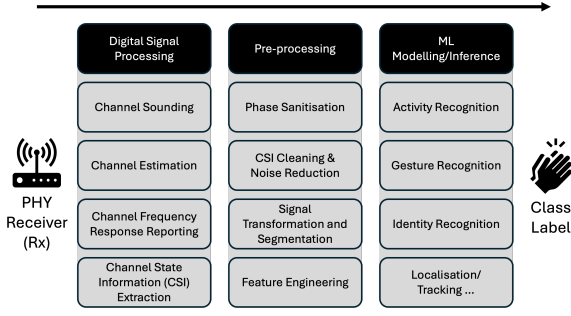 Digital Signal
Processing
Pre-processing
ML
Modelling/Inference
Channel Sounding
Phase Sanitisation
Activity Recognition
Channel Estimation
CSI Cleaning &
Noise Reduction
Gesture Recognition
PHY
Receiver
(Rx)
Channel Frequency
Response Reporting
Signal
Transformation and
Segmentation
Identity Recognition
Class
Label
Channel State
Information (CSI)
Extraction
Feature Engineering
Localisation/
Tracking ...